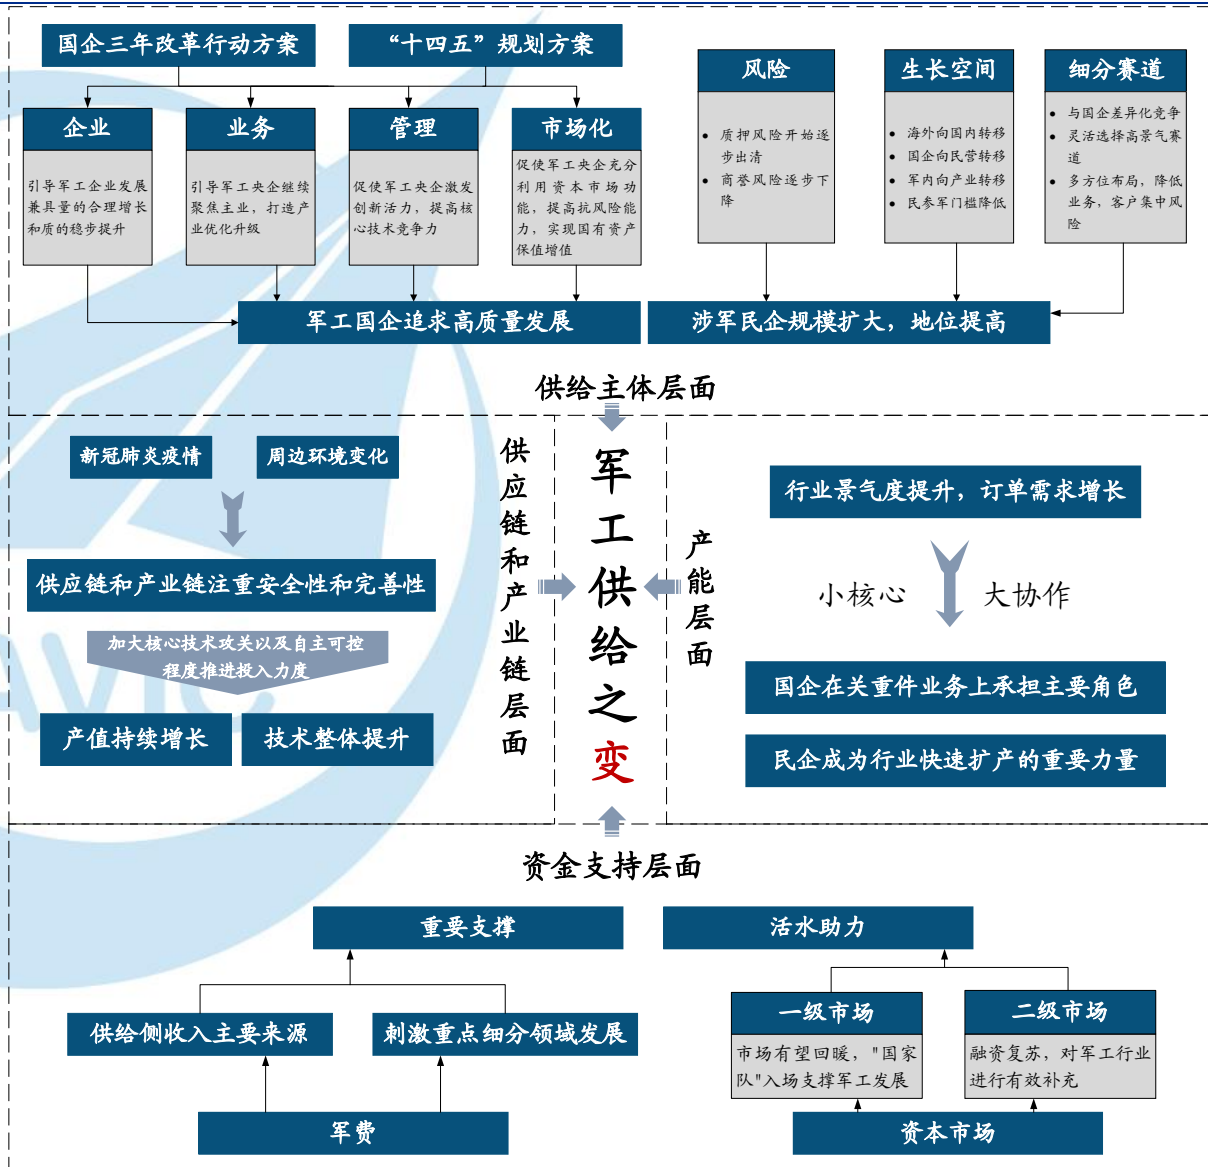 国企三年改革行动方案
“十四五”规划方案
企业
引导军工企业发展
兼具量的合理增长
和质的稳步提升
业务
引导军工央企继续
聚焦主业，打造产
业优化升级
管理
促使军工央企激发
创新活力，提高核
心技术竞争力
市场化
促使军工央企充分
利用资本市场功
能，提高抗风险能
力，实现国有资产
保值增值
军工国企追求高质量发展
风险
• 质押风险开始逐
步出清
• 商誉风险逐步下
降
生长空间
• 海外向国内转移
• 国企向民营转移
• 军内向产业转移
• 民参军门槛降低
细分赛道
• 与国企差异化竞争
• 灵活选择高景气赛
道
• 多方位布局，降低
业务，客户集中风
险
涉军民企规模扩大，地位提高
供给主体层面
新冠肺炎疫情
周边环境变化
供应链和产业链注重安全性和完善性
加大核心技术攻关以及自主可控
程度推进投入力度
产值持续增长
技术整体提升
供应链和产业链层面
军工供给之变
产能层面
行业景气度提升，订单需求增长
小核心
大协作
国企在关重件业务上承担主要角色
民企成为行业快速扩产的重要力量
资金支持层面
重要支撑
供给侧收入主要来源
刺激重点细分领域发展
军费
活水助力
一级市场
市场有望回暖，"国家
队"入场支撑军工发展
二级市场
融资复苏，对军工行业
进行有效补充
资本市场
AVIC